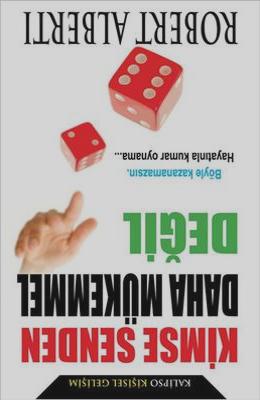 KALİPSO KİŞİSEL GELİŞİM
KİMSE SENDEN
DAHA MÜKEMMEL
DEĞİL
Böyle kazanamazsın.
Hayatınla kumar oynama...
ROBERT ALBERTI